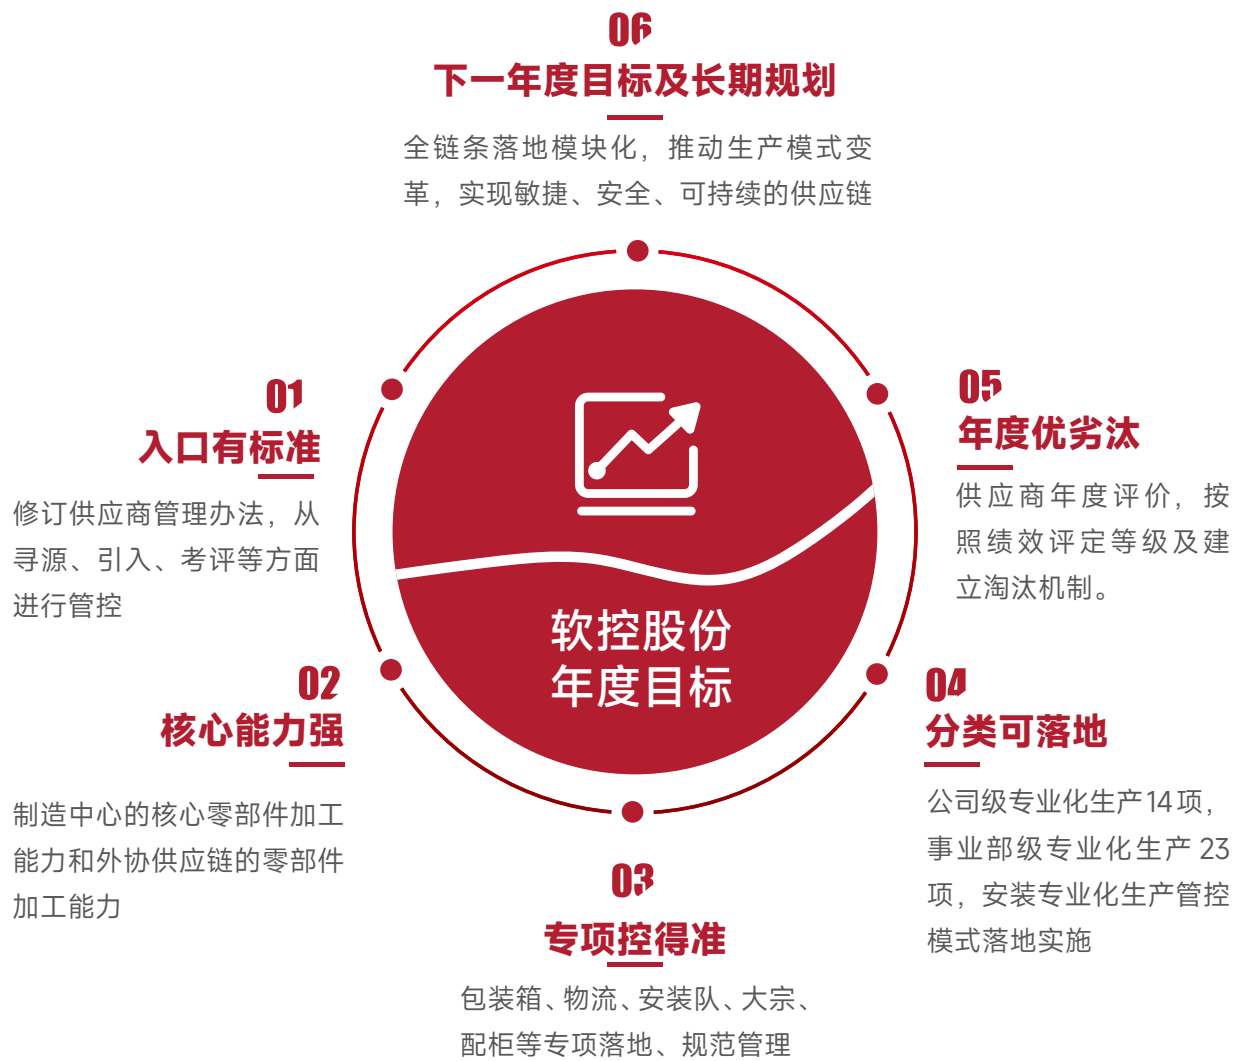 06
下一年度目标及长期规划
全链条落地模块化，推动生产模式变
革，实现敏捷、安全、可持续的供应链
01
入口有标准
修订供应商管理办法，从
寻源、引入、考评等方面
进行管控
05
年度优劣汰
供应商年度评价，按
照绩效评定等级及建
立淘汰机制。
软控股份
年度目标
02
核心能力强
制造中心的核心零部件加工
能力和外协供应链的零部件
加工能力
04
分类可落地
公司级专业化生产14项，
事业部级专业化生产23
项，安装专业化生产管控
模式落地实施
03
专项控得准
包装箱、物流、安装队、大宗、
配柜等专项落地、规范管理